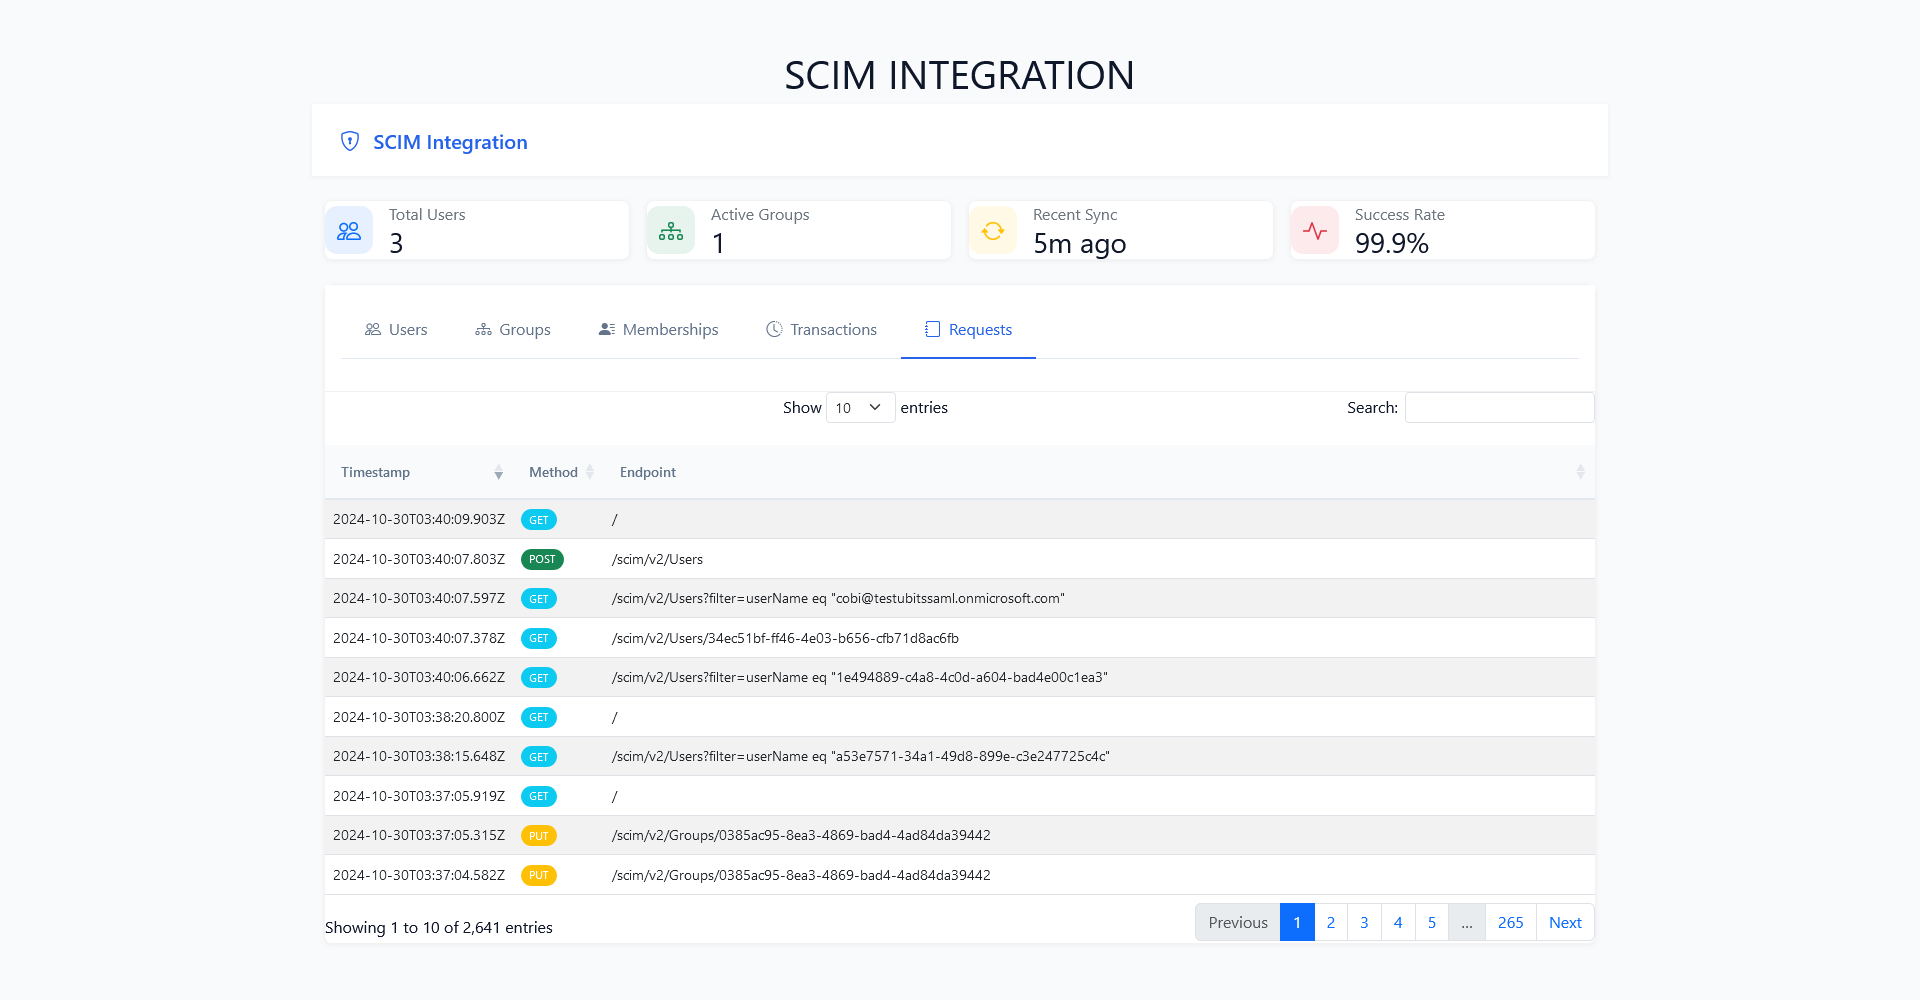 SCIM INTEGRATION
SCIM Integration
Total Users
3
Active Groups
1
Recent Sync
5m ago
Success Rate
99.9%
Users Groups Memberships Transactions Requests
Show 10 entries Search:
Timestamp Method Endpoint
2024-10-30T03:40:09.903Z GET /
2024-10-30T03:40:07.803Z POST /scim/v2/Users
2024-10-30T03:40:07.597Z GET /scim/v2/Users?filter=userName eq "cobi@testubitssaml.onmicrosoft.com"
2024-10-30T03:40:07.378Z GET /scim/v2/Users/34ec51bf-ff46-4e03-b656-cfb71d8ac6fb
2024-10-30T03:40:06.662Z GET /scim/v2/Users?filter=userName eq "1e494889-c4a8-4c0d-a604-bad4e00c1ea3"
2024-10-30T03:38:20.800Z GET /
2024-10-30T03:38:15.648Z GET /scim/v2/Users?filter=userName eq "a53e7571-34a1-49d8-899e-c3e247725c4c"
2024-10-30T03:37:05.919Z GET /
2024-10-30T03:37:05.315Z PUT /scim/v2/Groups/0385ac95-8ea3-4869-bad4-4ad84da39442
2024-10-30T03:37:04.582Z PUT /scim/v2/Groups/0385ac95-8ea3-4869-bad4-4ad84da39442
Showing 1 to 10 of 2,641 entries Previous 1 2 3 4 5 … 265 Next